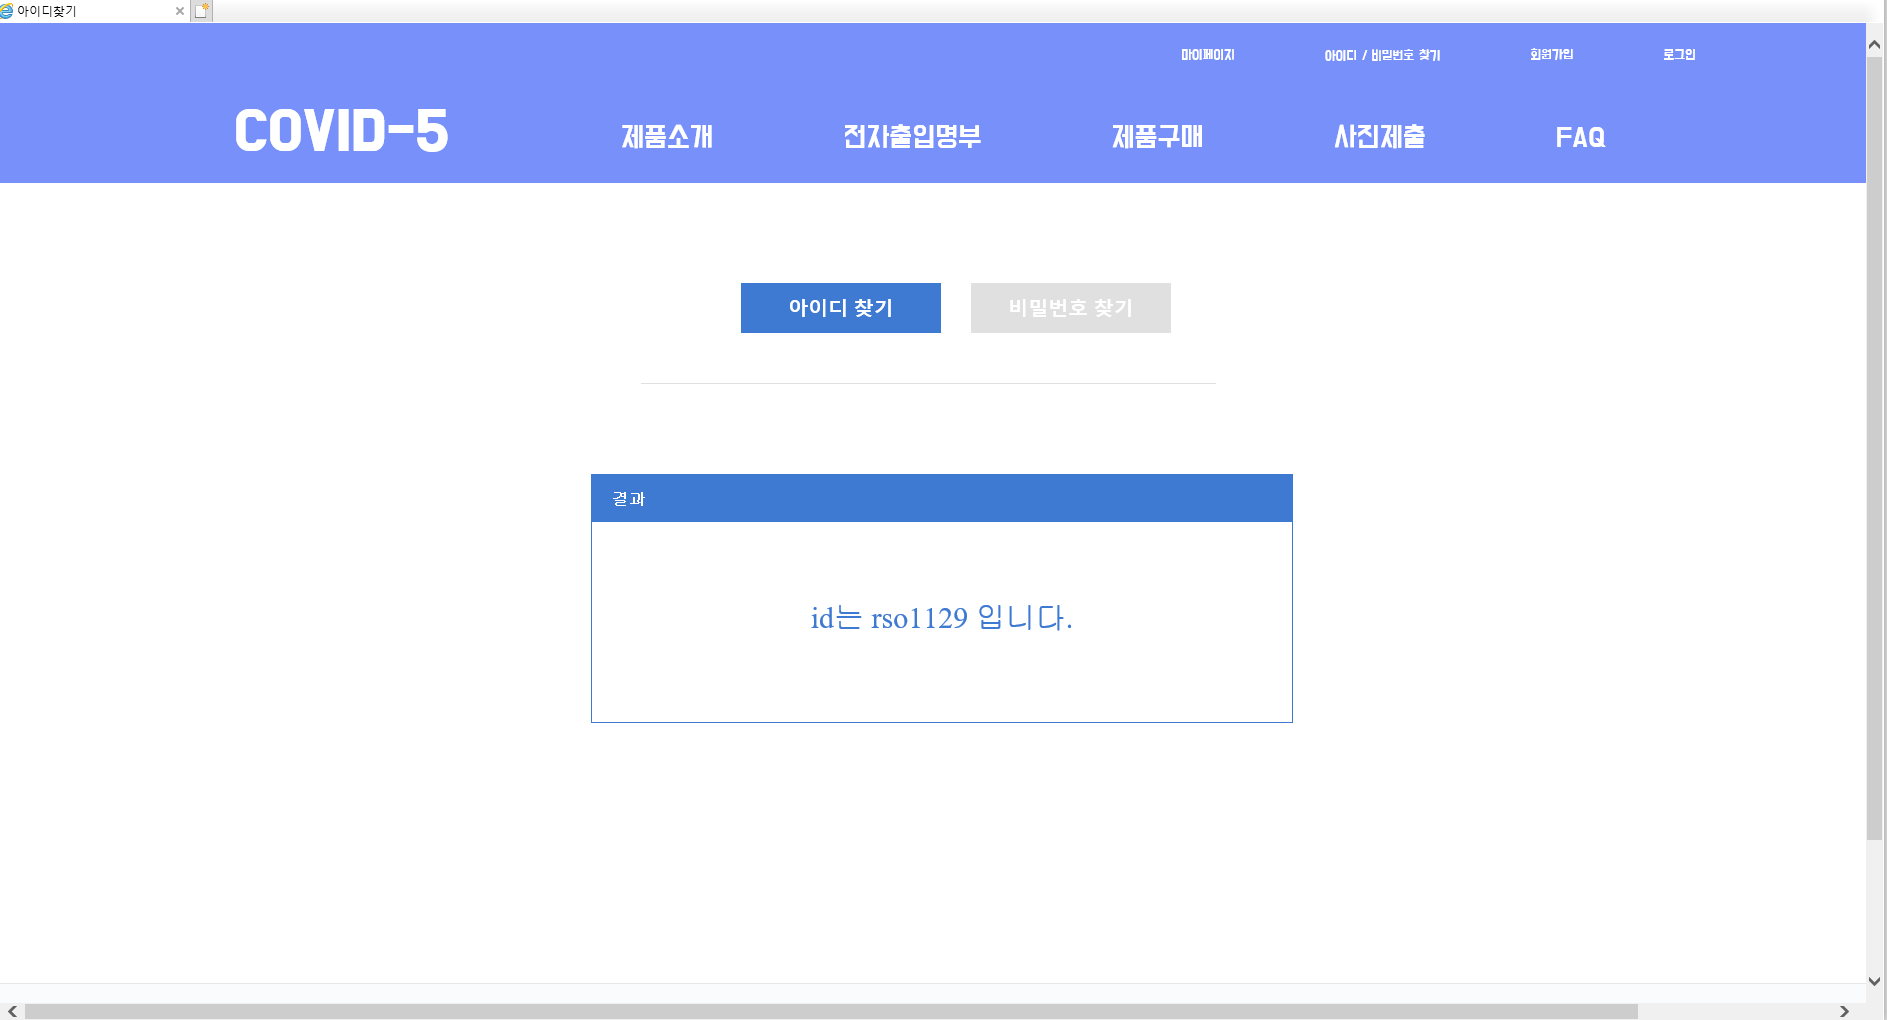 아이디찾기
마이페이지 아이디 / 비밀번호 찾기 회원가입 로그인
COVID-5 제품소개 전자출입명부 제품구매 사진제출 FAQ
아이디 찾기 비밀번호 찾기
결과
id는 rso1129 입니다.